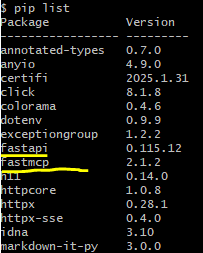 $ pip list
Package Version
----------------- ---------
annotated-types 0.7.0
anyio 4.9.0
certifi 2025.1.31
click 8.1.8
colorama 0.4.6
dotenv 0.9.9
exceptiongroup 1.2.2
fastapi 0.115.12
fastmcp 2.1.2
h11 0.14.0
httpcore 1.0.8
httpx 0.28.1
httpx-sse 0.4.0
idna 3.10
markdown-it-py 3.0.0